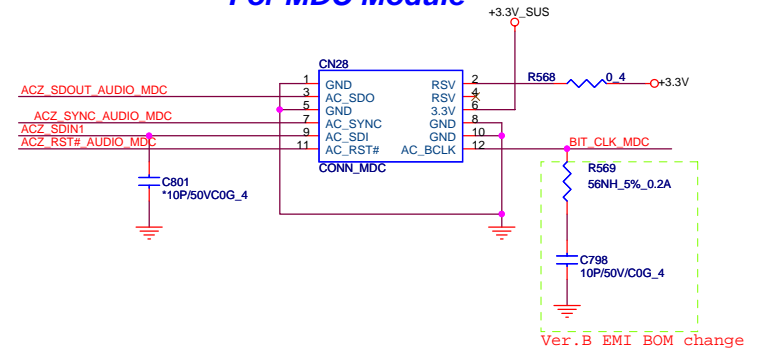 For MDC Module
+3.3V_SUS
CN28
1 GND RSV 2 R568 0_4 +3.3V
ACZ_SDOUT_AUDIO_MDC 3 AC_SDO RSV 4
5 GND 3.3V 6
ACZ_SYNC_AUDIO_MDC 7 AC_SYNC GND 8
ACZ_SDIN1 9 AC_SDI GND 10
ACZ_RST#_AUDIO_MDC 11 AC_RST# AC_BCLK 12 BIT_CLK_MDC
CONN_MDC
R569
56NH_5%_0.2A
C801
*10P/50VC0G_4
C798
10P/50V/C0G_4
Ver.B EMI BOM change